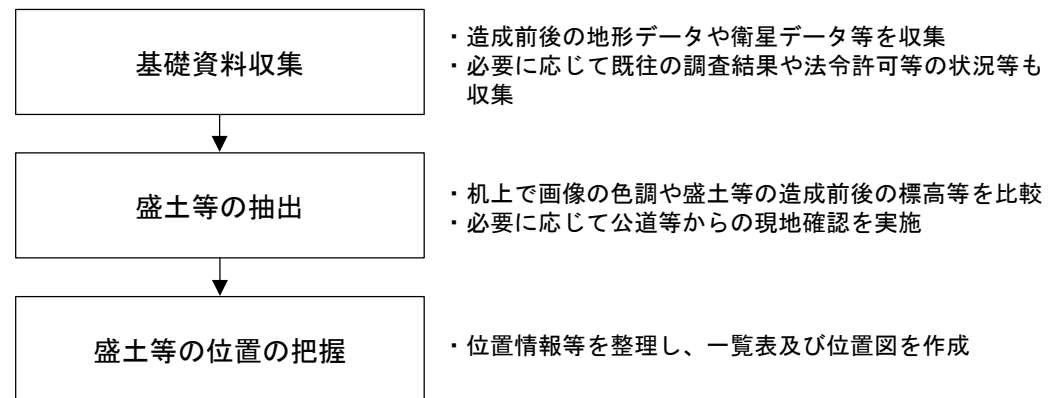 基礎資料収集
・造成前後の地形データや衛星データ等を収集
・必要に応じて既往の調査結果や法令許可等の状況等も
収集
盛土等の抽出
・机上で画像の色調や盛土等の造成前後の標高等を比較
・必要に応じて公道等からの現地確認を実施
盛土等の位置の把握
・位置情報等を整理し、一覧表及び位置図を作成